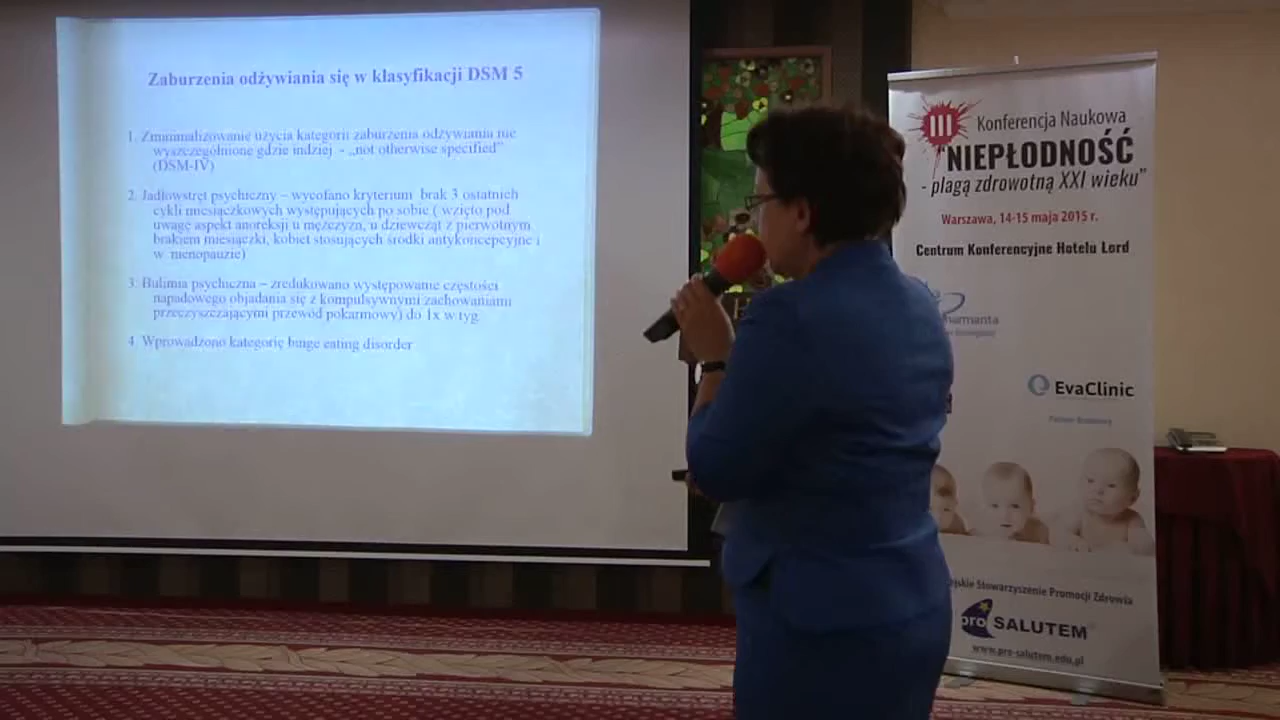 Zaburzenia odżywiania się w klasyfikacji DSM 5
1. Zminimalizowanie użycia kategorii zaburzenia odżywiania nie
wyszczególnione gdzie indziej - „not otherwise specified”
(DSM-IV)
2. Jadłowstręt psychiczny – wycofano kryterium brak 3 ostatnich
cykli miesiączkowych występujących po sobie ( wzięto pod
uwagę aspekt anoreksji u mężczyzn, u dziewcząt z pierwotnym
brakiem miesiączki, kobiet stosujących środki antykoncepcyjne i
w menopauzie)
3. Bulimia psychiczna – zredukowano występowanie częstości
napadowego objadania się z kompulsywnymi zachowaniami
przeczyszczającymi przewód pokarmowy) do 1x w tyg.
4. Wprowadzono kategorię binge eating disorder
III Konferencja Naukowa
"NIEPŁODNOŚĆ
- plagą zdrowotną XXI wieku"
Warszawa, 14-15 maja 2015 r.
Centrum Konferencyjne Hotelu Lord
EvaClinic
Stowarzyszenie Promocji Zdrowia
pro SALUTEM
www.pro-salutem.edu.pl